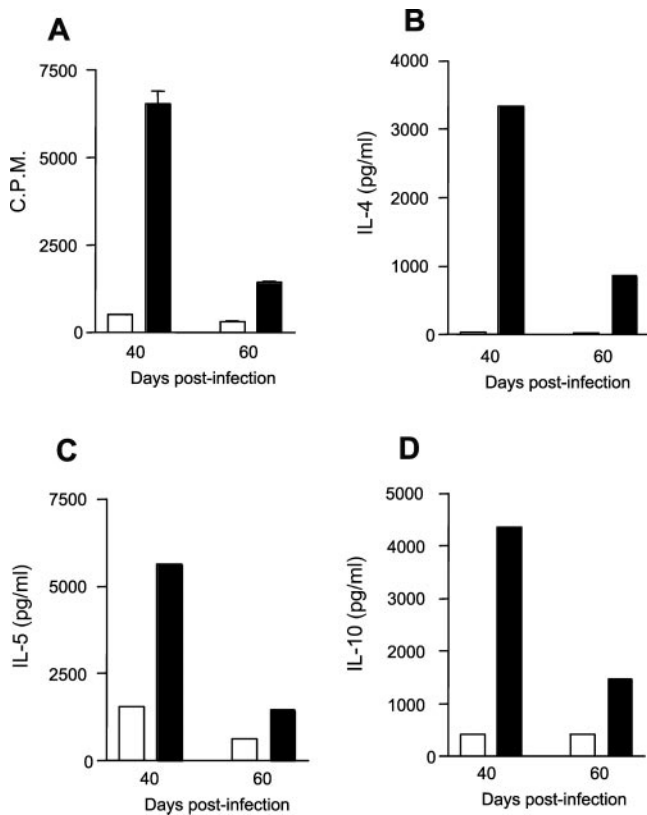 A
C.P.M.
7500
5000
2500
0
40 60
Days post-infection
B
IL-4 (pg/ml)
4000
3000
2000
1000
0
40 60
Days post-infection
C
IL-5 (pg/ml)
7500
5000
2500
0
40 60
Days post-infection
D
IL-10 (pg/ml)
5000
4000
3000
2000
1000
0
40 60
Days post-infection